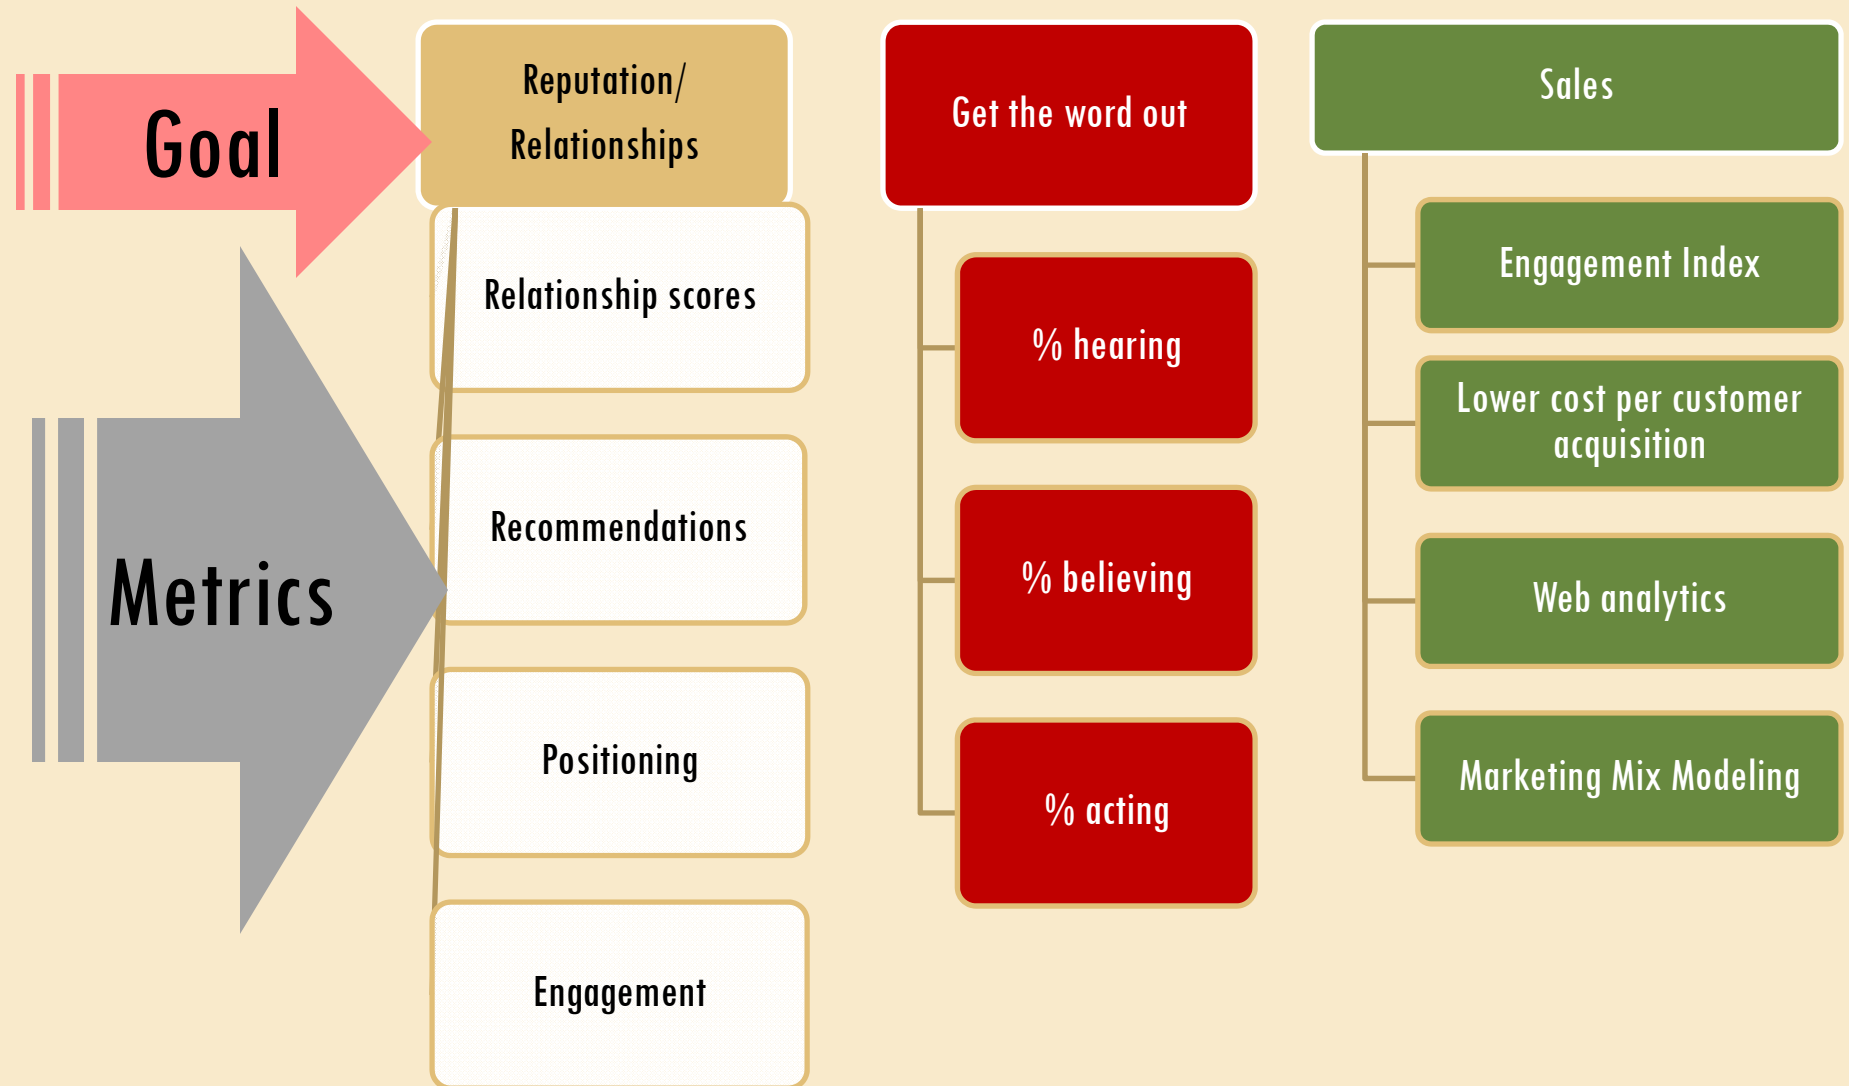 Goal
Metrics
Reputation/
Relationships
Relationship scores
Recommendations
Positioning
Engagement
Get the word out
% hearing
% believing
% acting
Sales
Engagement Index
Lower cost per customer
acquisition
Web analytics
Marketing Mix Modeling